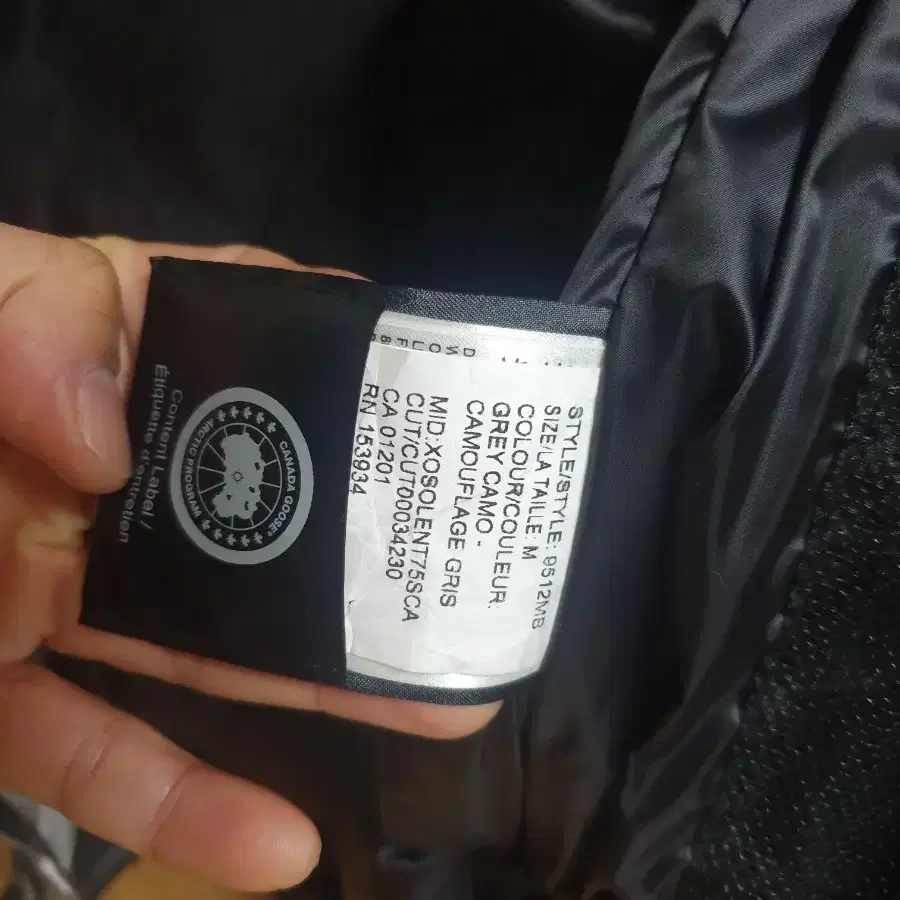 STYLE/STYLE: 9512MB
SIZE/LA TAILLE: M
COLOUR/COULEUR:
GREY CAMO -
CAMOUFLAGE GRIS
MID:XOSOLENT75SCA
CUT/CUT00034230
CA 01201
RN 153934
CANADA GOOSE®
ARCTIC PROGRAM
Content Label /
Étiquette d'entretien